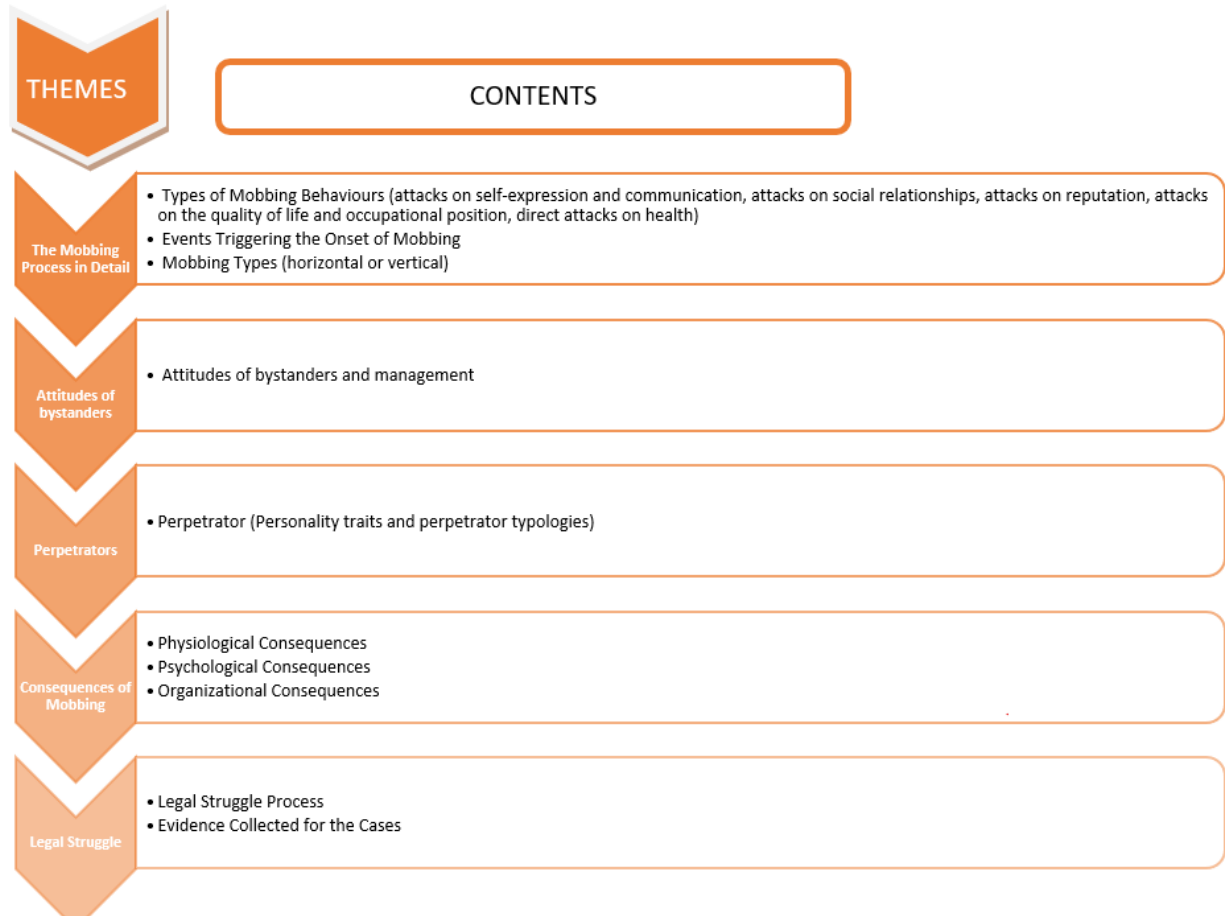 THEMES
CONTENTS
The Mobbing
Process in Detail
• Types of Mobbing Behaviours (attacks on self-expression and communication, attacks on social relationships, attacks on reputation, attacks
on the quality of life and occupational position, direct attacks on health)
• Events Triggering the Onset of Mobbing
• Mobbing Types (horizontal or vertical)
Attitudes of
bystanders
• Attitudes of bystanders and management
Perpetrators
• Perpetrator (Personality traits and perpetrator typologies)
Consequences of
Mobbing
• Physiological Consequences
• Psychological Consequences
• Organizational Consequences
Legal Struggle
• Legal Struggle Process
• Evidence Collected for the Cases